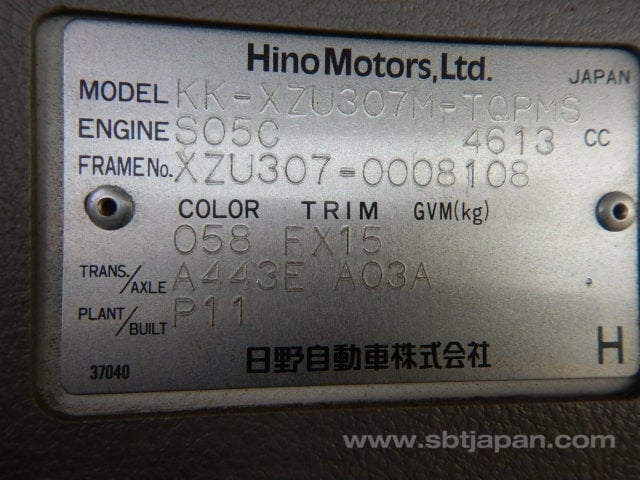 Hino Motors, Ltd.
JAPAN
MODEL KK-XZU307M-TQPMS
ENGINE S05C 4613 CC
FRAME No. XZU307-0008108
COLOR TRIM GVM(kg)
058 FX15
TRANS./AXLE A443E A03A
PLANT/BUILT P11
37040 日野自動車株式会社 H
www.sbtjapan.com